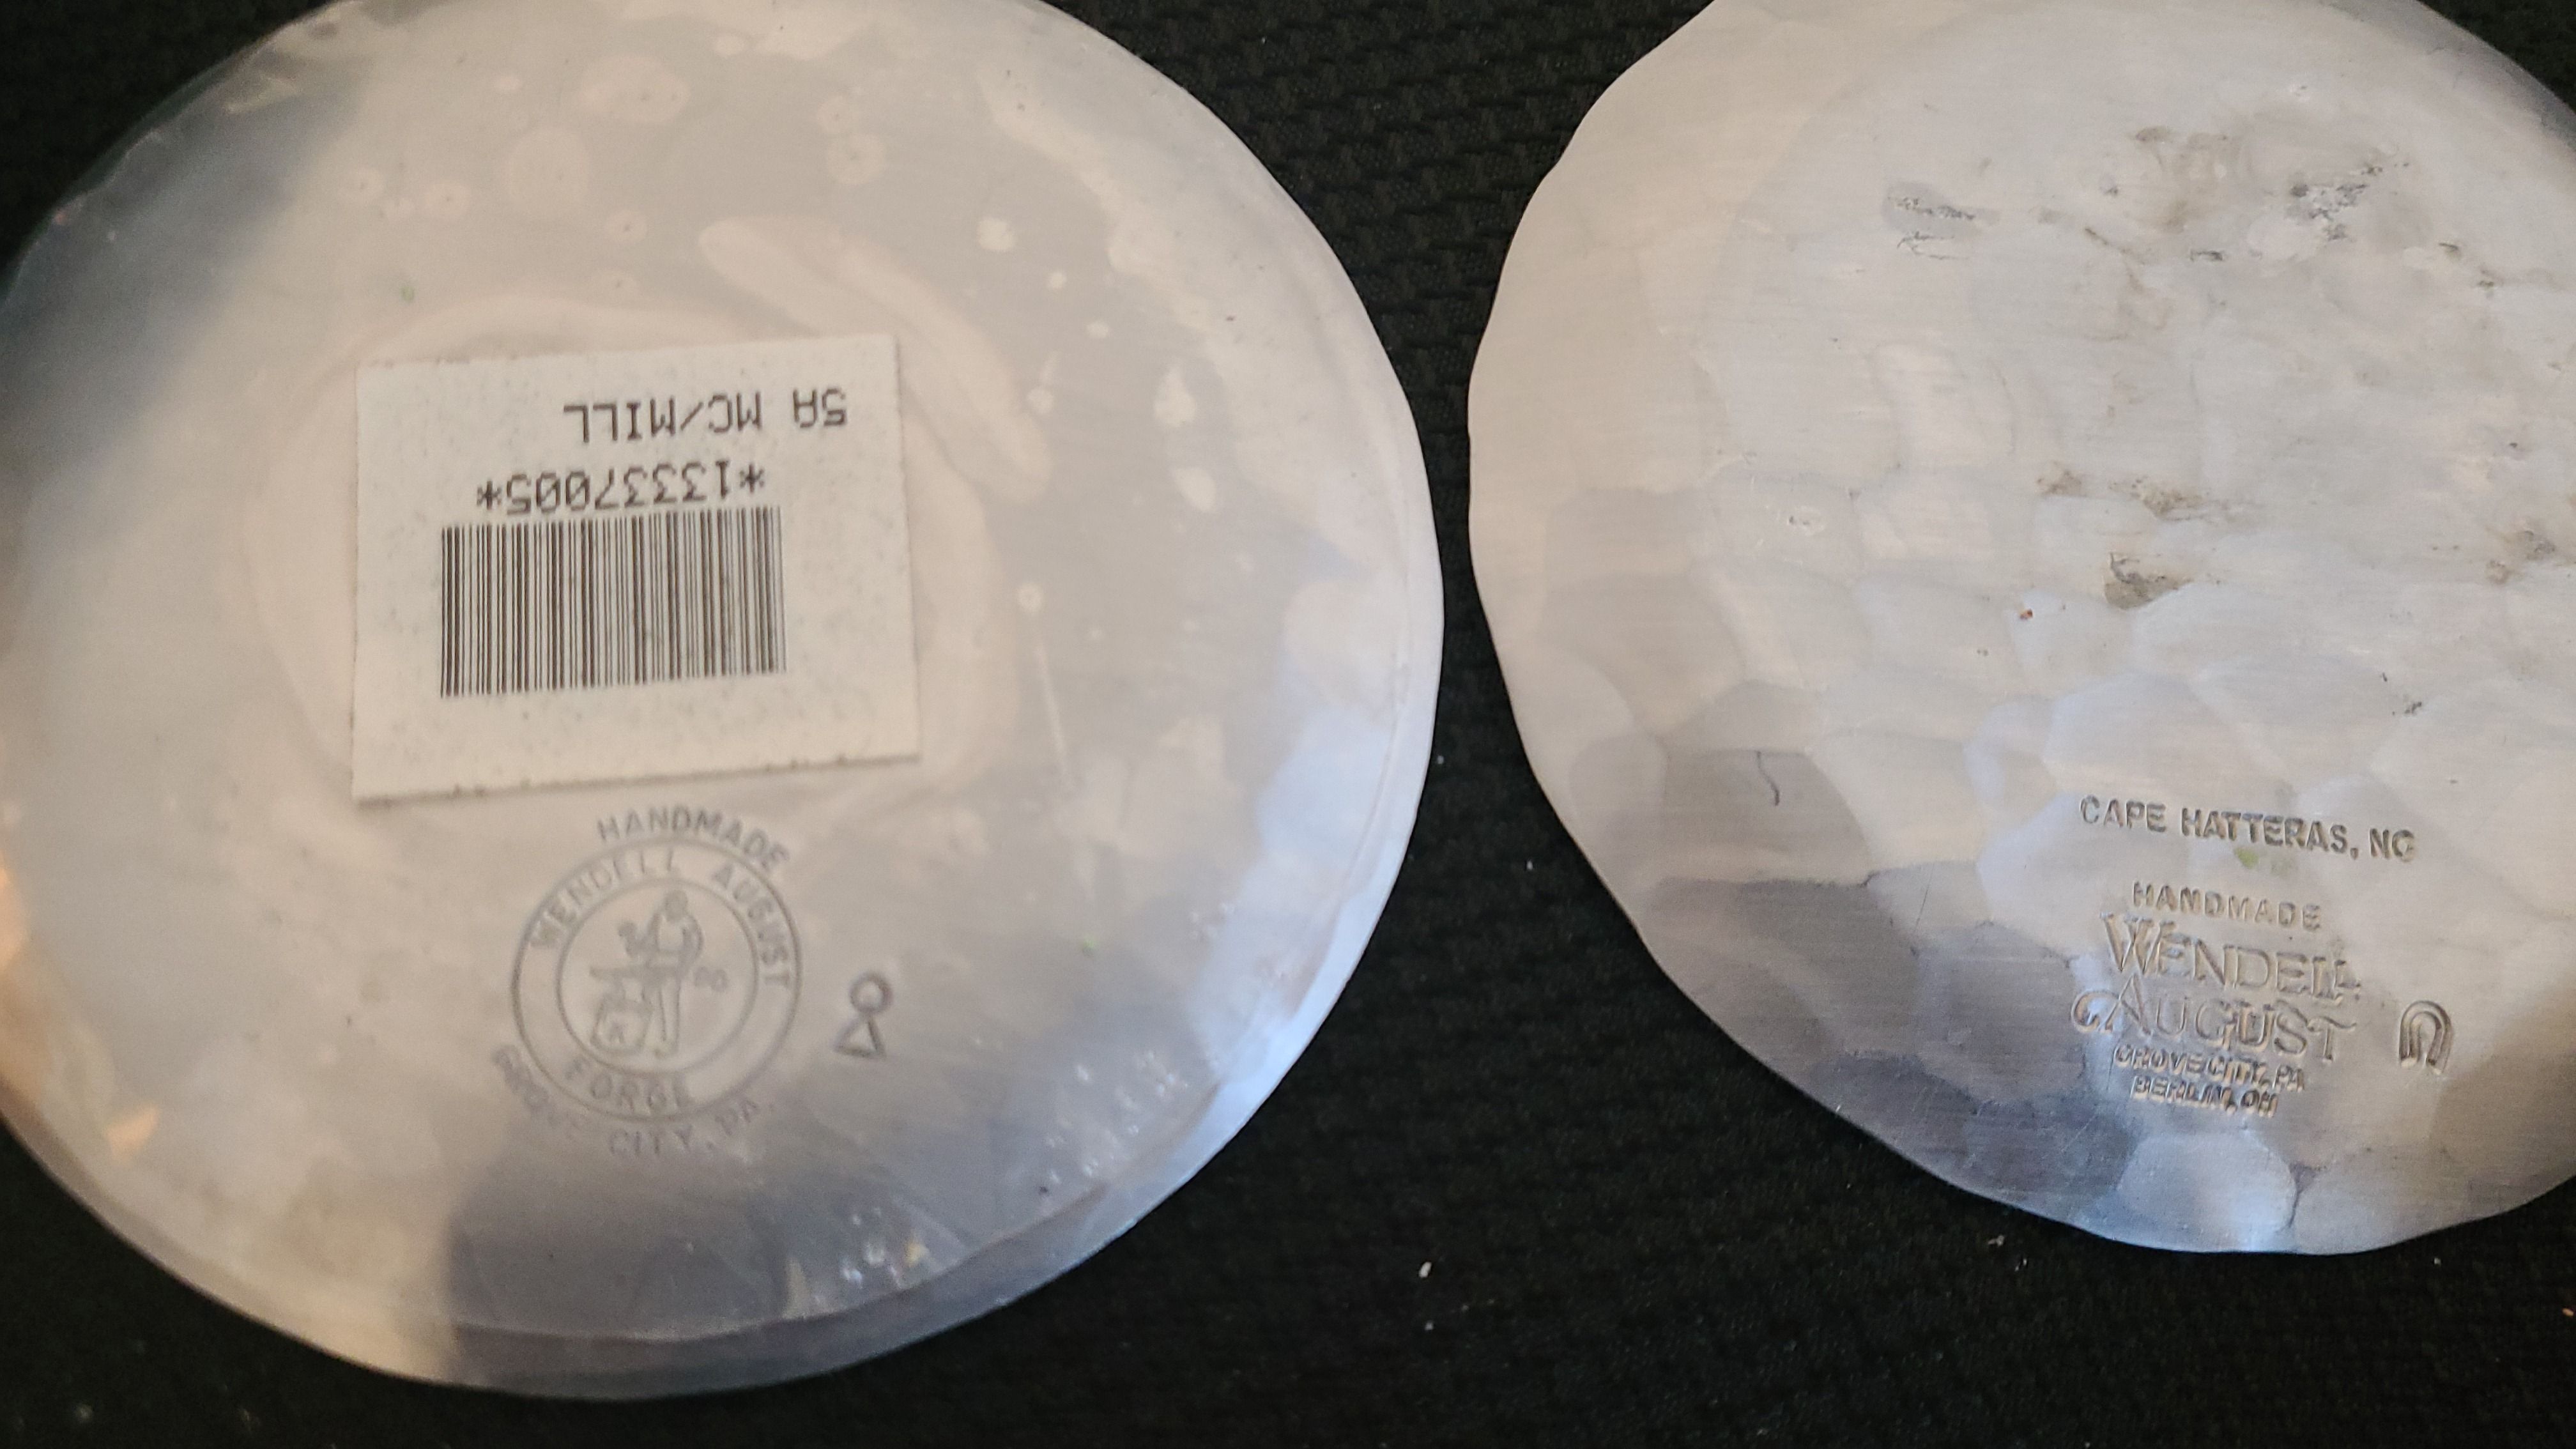 5A MC/MILL
*13337005*
HANDMADE
WENDELL AUGUST
FORGE
GROVE CITY, PA.
CAPE HATTERAS, NC
HANDMADE
WENDELL
AUGUST
GROVE CITY, PA
BERLIN, OH